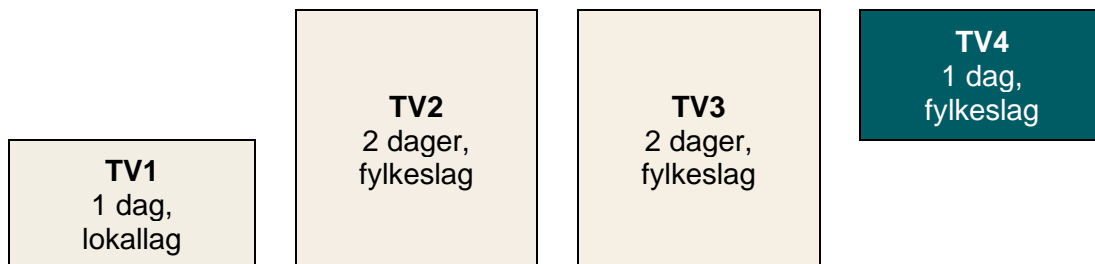 TV1
1 dag,
lokallag
TV2
2 dager,
fylkeslag
TV3
2 dager,
fylkeslag
TV4
1 dag,
fylkeslag